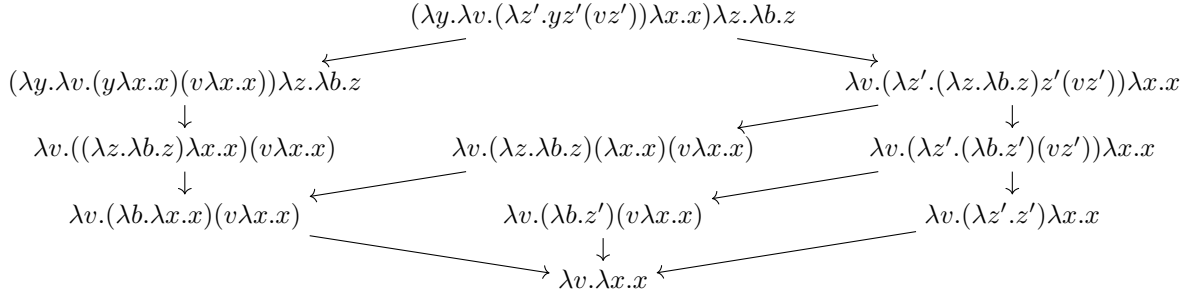 (λy.λv.(λz′.yz′(vz′))λx.x)λz.λb.z
(λy.λv.(yλx.x)(vλx.x))λz.λb.z λv.(λz′.(λz.λb.z)z′(vz′))λx.x
λv.((λz.λb.z)λx.x)(vλx.x) λv.(λz.λb.z)(λx.x)(vλx.x) λv.(λz′.(λb.z′)(vz′))λx.x
λv.(λb.λx.x)(vλx.x) λv.(λb.z′)(vλx.x) λv.(λz′.z′)λx.x
λv.λx.x